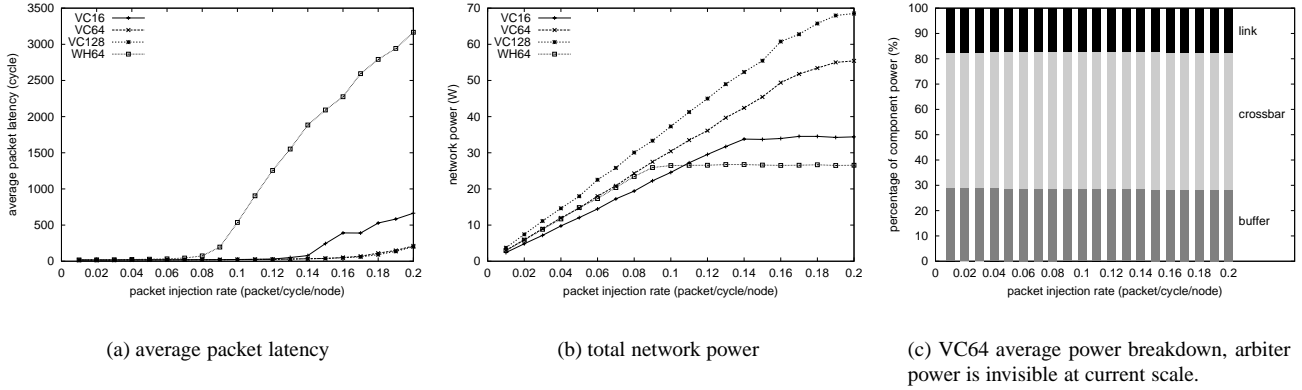 3500
3000
2500
2000
1500
1000
500
0
average packet latency (cycle)
VC16
VC64
VC128
WH64
0 0.02 0.04 0.06 0.08 0.1 0.12 0.14 0.16 0.18 0.2
packet injection rate (packet/cycle/node)
(a) average packet latency
70
60
50
40
30
20
10
0
network power (W)
VC16
VC64
VC128
WH64
0 0.02 0.04 0.06 0.08 0.1 0.12 0.14 0.16 0.18 0.2
packet injection rate (packet/cycle/node)
(b) total network power
100
90
80
70
60
50
40
30
20
10
0
percentage of component power (%)
link
crossbar
buffer
0 0.02 0.04 0.06 0.08 0.1 0.12 0.14 0.16 0.18 0.2
packet injection rate (packet/cycle/node)
(c) VC64 average power breakdown, arbiter
power is invisible at current scale.